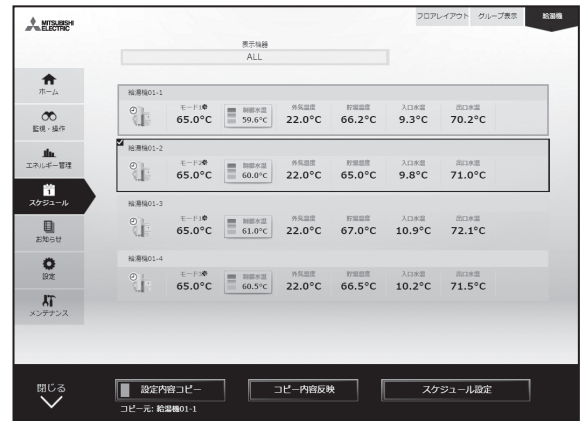 MITSUBISHI
ELECTRIC
フロアレイアウト グループ表示 給湯機
表示機器
ALL
ホーム
監視・操作
エネルギー管理
1
スケジュール
お知らせ
設定
メンテナンス
給湯機01-1
モード1 制御水温 外気温度 貯湯温度 入口水温 出口水温
65.0°C 59.6°C 22.0°C 66.2°C 9.3°C 70.2°C
給湯機01-2
モード2 制御水温 外気温度 貯湯温度 入口水温 出口水温
65.0°C 60.0°C 22.0°C 65.0°C 9.8°C 71.0°C
給湯機01-3
モード1 制御水温 外気温度 貯湯温度 入口水温 出口水温
65.0°C 61.0°C 22.0°C 67.0°C 10.9°C 72.1°C
給湯機01-4
モード3 制御水温 外気温度 貯湯温度 入口水温 出口水温
65.0°C 60.5°C 22.0°C 66.5°C 10.2°C 71.5°C
閉じる
設定内容コピー コピー内容反映 スケジュール設定
コピー元: 給湯機01-1